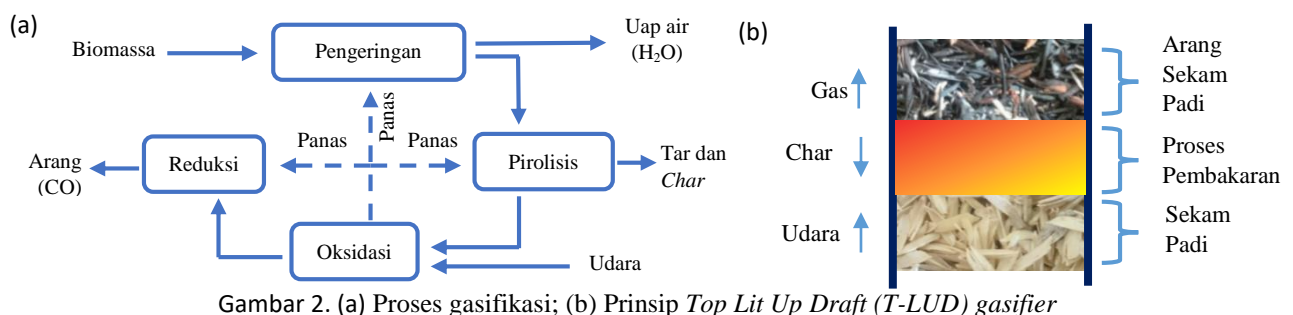 (a)
Biomassa
Pengeringan
Uap air
(H₂O)
Panas
Panas
Panas
Arang
(CO)
Reduksi
Pirolisis
Tar dan
Char
Oksidasi
Udara
(b)
Gas
Char
Udara
Arang
Sekam
Padi
Proses
Pembakaran
Sekam
Padi
Gambar 2. (a) Proses gasifikasi; (b) Prinsip Top Lit Up Draft (T-LUD) gasifier